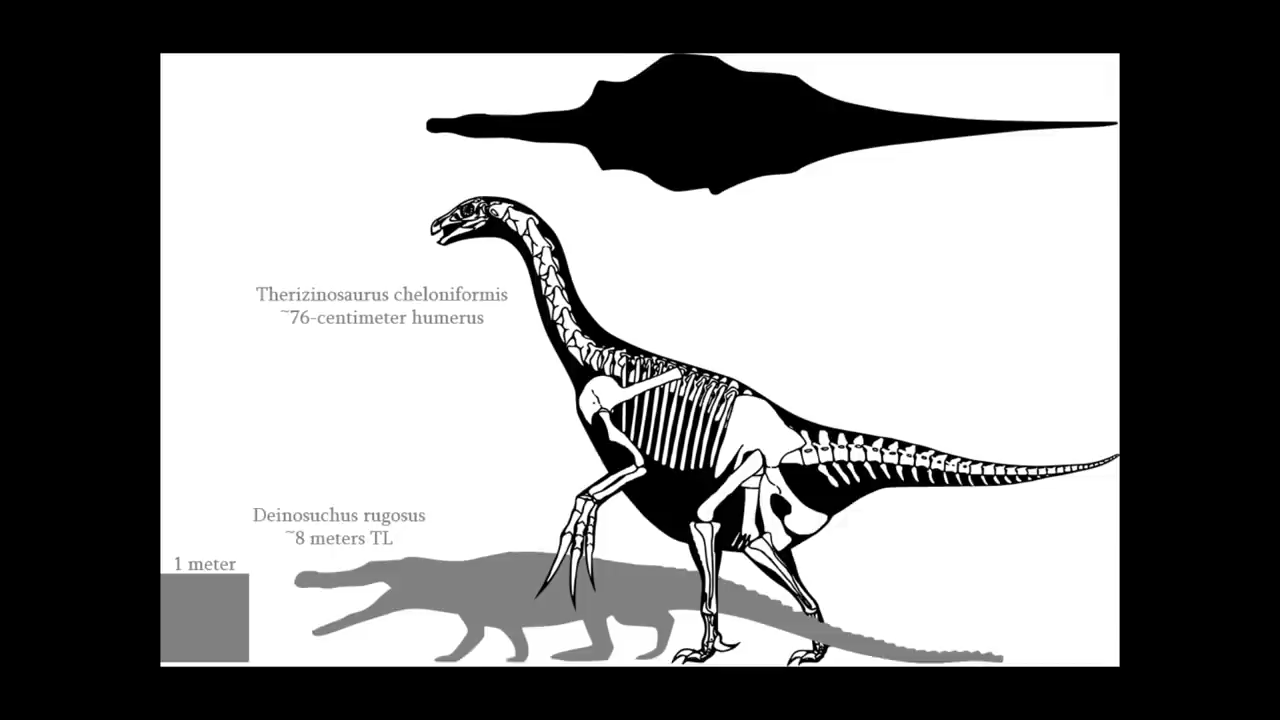 Therizinosaurus cheloniformis
~76-centimeter humerus
Deinosuchus rugosus
~8 meters TL
1 meter